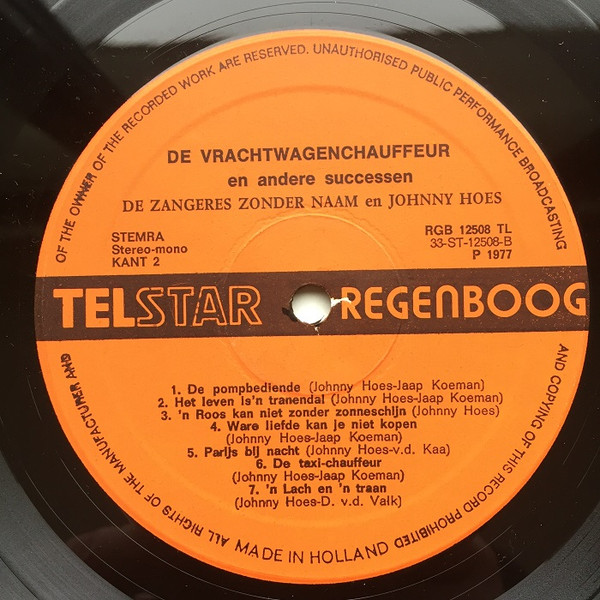 OF THE OWNER OF THE RECORDED WORK ARE RESERVED. UNAUTHORISED PUBLIC PERFORMANCE BROADCASTING
DE VRACHTWAGENCHAUFFEUR
en andere successen
DE ZANGERES ZONDER NAAM en JOHNNY HOES
STEMRA
Stereo-mono
KANT 2
RGB 12508 TL
33-ST-12508-B
P 1977
TELSTAR REGENBOOG
1. De pompbediende (Johnny Hoes-Jaap Koeman)
2. Het leven is'n tranendal (Johnny Hoes-Jaap Koeman)
3. 'n Roos kan niet zonder zonneschijn (Johnny Hoes)
4. Ware liefde kan je niet kopen
(Johnny Hoes-Jaap Koeman)
5. Parijs bij nacht (Johnny Hoes-v.d. Kaa)
6. De taxi-chauffeur
(Johnny Hoes-Jaap Koeman)
7. 'n Lach en 'n traan
(Johnny Hoes-D. v.d. Valk)
AND COPYING OF THIS RECORD PROHIBITED
ALL RIGHTS OF THE MANUFACTURER AND
MADE IN HOLLAND